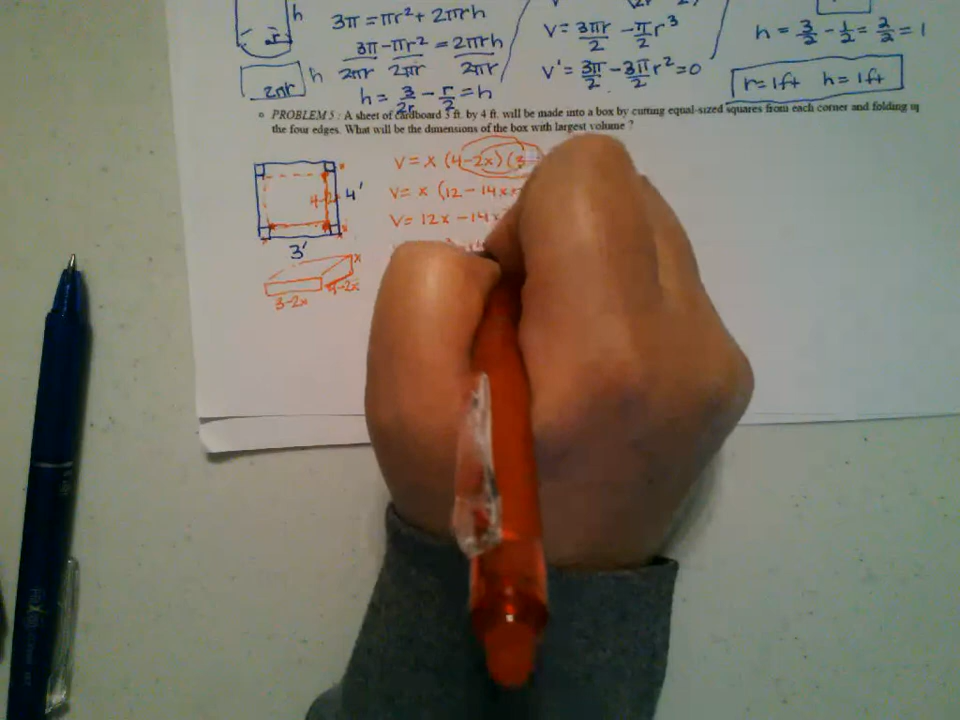 h
3π = πr² + 2πrh
V = 3πr/2 - π/2 r³
h = 3/2 - 1/2 = 2/2 = 1
2πr h
3π/2πr - πr²/2πr = 2πrh/2πr
V' = 3π/2 - 3π/2 r² = 0
h = 3/2r - r/2 = h
r = 1ft h = 1ft
◦ PROBLEM 5 : A sheet of cardboard 3 ft. by 4 ft. will be made into a box by cutting equal-sized squares from each corner and folding up
the four edges. What will be the dimensions of the box with largest volume ?
V = x (4-2x)(3
4'
V = x (12 - 14x
V = 12x - 14x
3'
x
3-2x 4-2x